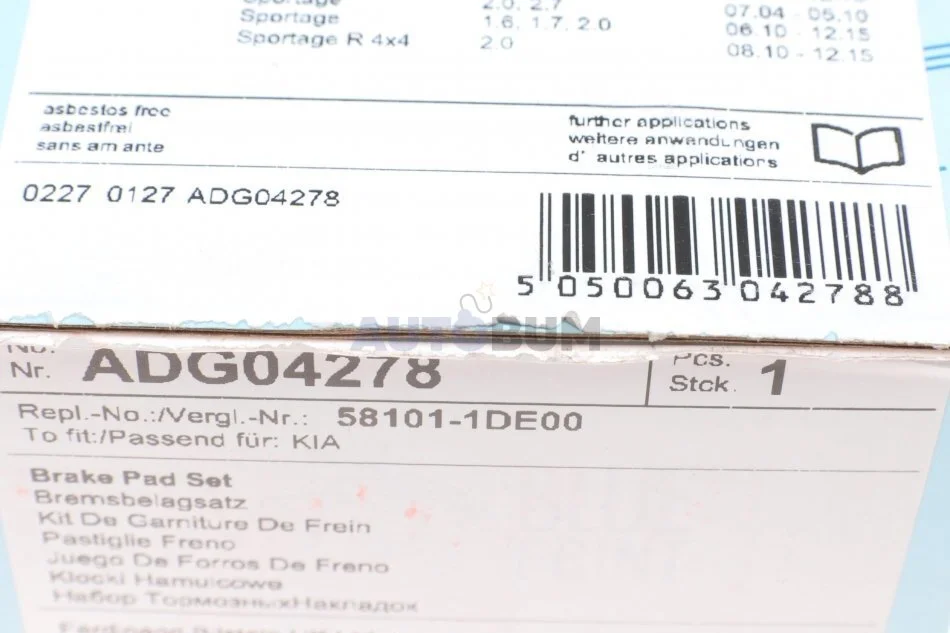 Sportage 2.0, 2.7 07.04 - 05.10
Sportage 1.6, 1.7, 2.0 06.10 - 12.15
Sportage R 4x4 2.0 08.10 - 12.15
asbestos free
asbestfrei
sans am ante
further applications
weitere anwendungen
d' autres applications
0227 0127 ADG04278
5 050063 042788
AUTOBUM
No.
Nr. ADG04278
Pcs.
Stck. 1
Repl.-No.:/Vergl.-Nr.: 58101-1DE00
To fit:/Passend für: KIA
Brake Pad Set
Bremsbelagsatz
Kit De Garniture De Frein
Pastiglie Freno
Juego De Forros De Freno
Klocki Hamulcowe
Набор ТормозныхНакладок